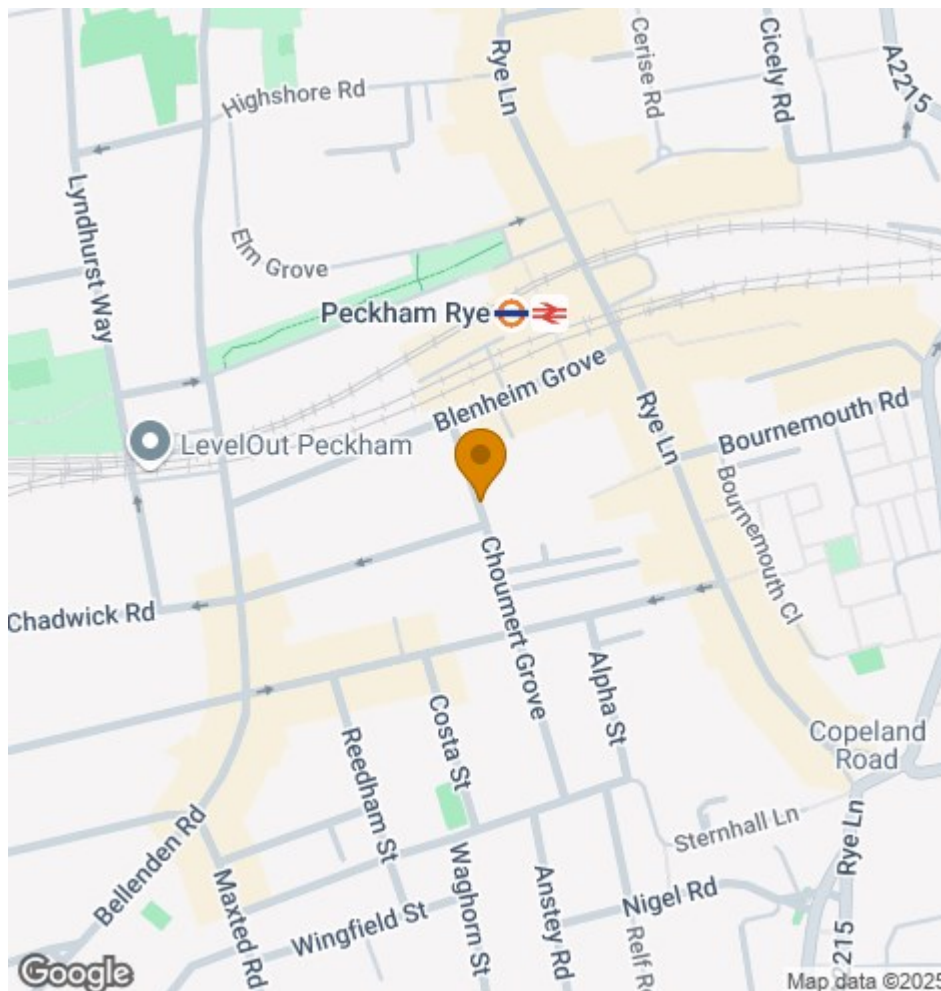 Rye Ln
Cerise Rd
Cicely Rd
A2215
Highshore Rd
Lyndhurst Way
Elm Grove
Peckham Rye
Blenheim Grove
Rye Ln
Bournemouth Rd
LevelOut Peckham
Bournemouth Cl
Choumert Grove
Chadwick Rd
Alpha St
Costa St
Reedham St
Copeland
Road
Sternhall Ln
Rye Ln
Bellenden Rd
Maxted Rd
Waghorn St
Anstey Rd
Nigel Rd
Wingfield St
Relf R
2215
Google
Map data ©2025